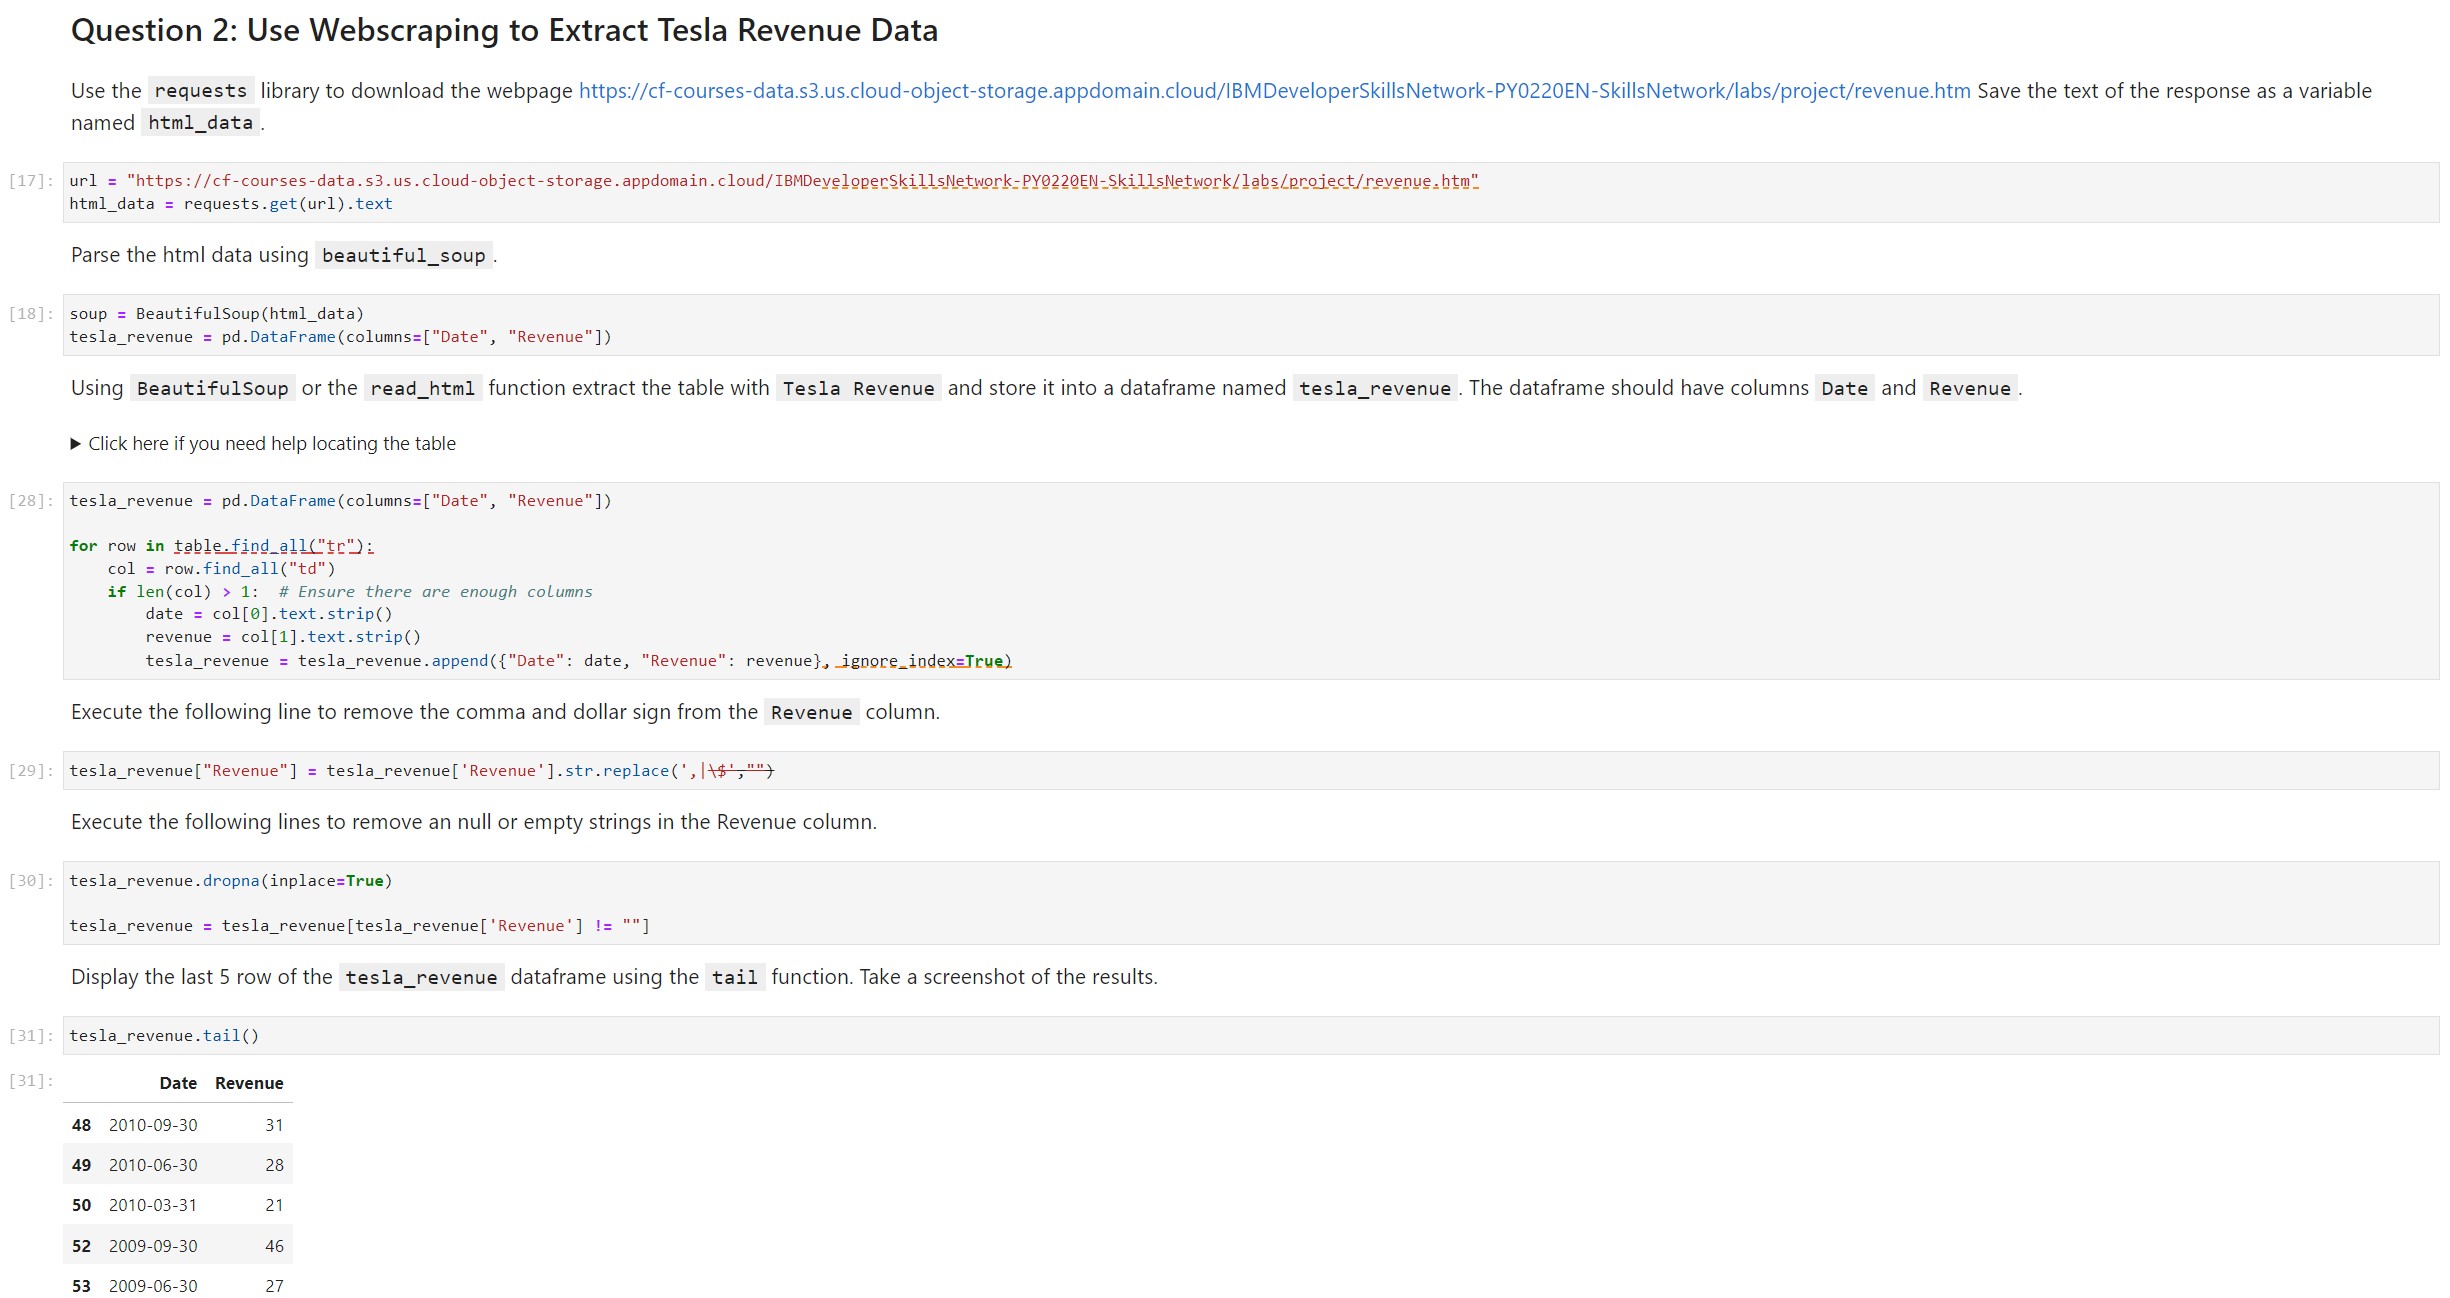 Question 2: Use Webscraping to Extract Tesla Revenue Data
Use the requests library to download the webpage https://cf-courses-data.s3.us.cloud-object-storage.appdomain.cloud/IBMDeveloperSkillsNetwork-PY0220EN-SkillsNetwork/labs/project/revenue.htm Save the text of the response as a variable
named html_data.
[17]: url = "https://cf-courses-data.s3.us.cloud-object-storage.appdomain.cloud/IBMDeveloperSkillsNetwork-PY0220EN-SkillsNetwork/labs/project/revenue.htm"
html_data = requests.get(url).text
Parse the html data using beautiful_soup.
[18]: soup = BeautifulSoup(html_data)
tesla_revenue = pd.DataFrame(columns=["Date", "Revenue"])
Using BeautifulSoup or the read_html function extract the table with Tesla Revenue and store it into a dataframe named tesla_revenue. The dataframe should have columns Date and Revenue.
▶ Click here if you need help locating the table
[28]: tesla_revenue = pd.DataFrame(columns=["Date", "Revenue"])
for row in table.find_all("tr"):
    col = row.find_all("td")
    if len(col) > 1:  # Ensure there are enough columns
        date = col[0].text.strip()
        revenue = col[1].text.strip()
        tesla_revenue = tesla_revenue.append({"Date": date, "Revenue": revenue}, ignore_index=True)
Execute the following line to remove the comma and dollar sign from the Revenue column.
[29]: tesla_revenue["Revenue"] = tesla_revenue['Revenue'].str.replace(',|\$',"")
Execute the following lines to remove an null or empty strings in the Revenue column.
[30]: tesla_revenue.dropna(inplace=True)
tesla_revenue = tesla_revenue[tesla_revenue['Revenue'] != ""]
Display the last 5 row of the tesla_revenue dataframe using the tail function. Take a screenshot of the results.
[31]: tesla_revenue.tail()
[31]: Date Revenue
48 2010-09-30 31
49 2010-06-30 28
50 2010-03-31 21
52 2009-09-30 46
53 2009-06-30 27